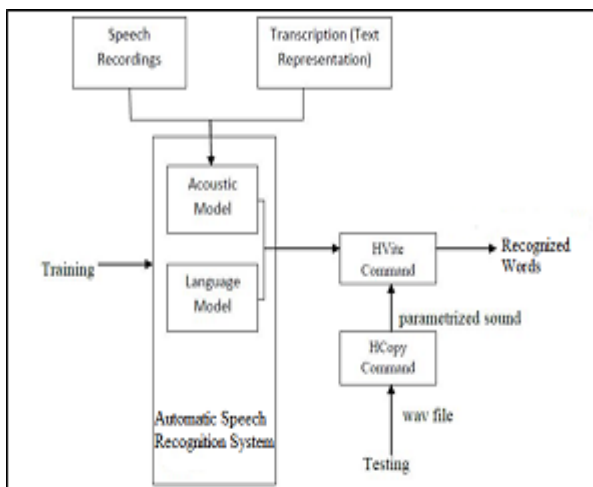 Speech
Recordings
Transcription (Text
Representation)
Acoustic
Model
Training
Language
Model
HVite
Command
Recognized
Words
parametrized sound
HCopy
Command
wav file
Automatic Speech
Recognition System
Testing